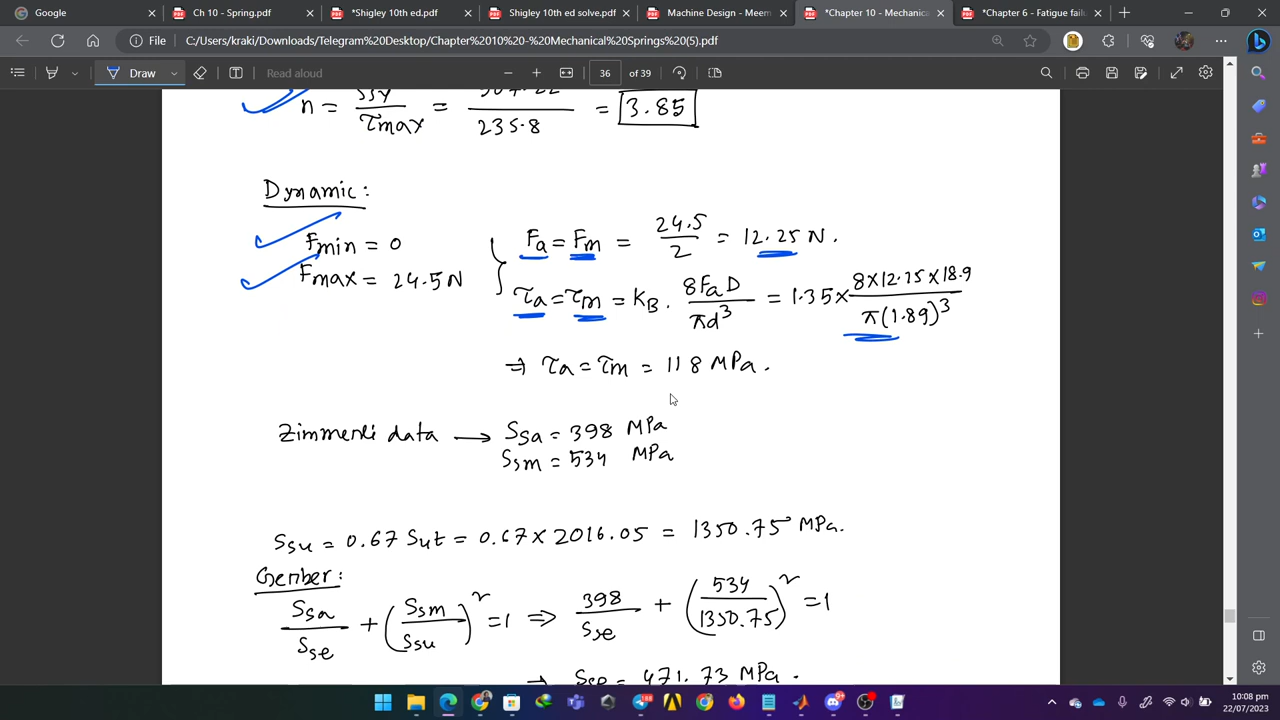 Google
Ch 10 - Spring.pdf
*Shigley 10th ed.pdf
Shigley 10th ed solve.pdf
Machine Design - Meem
*Chapter 10 - Mechanic
*Chapter 6 - Fatigue fail
File
C:/Users/kraki/Downloads/Telegram%20Desktop/Chapter%2010%20-%20Mechanical%20Springs%20(5).pdf
Draw
Read aloud
36 of 39
n = Ssy / τmax = / 235.8 = 3.85
Dynamic:
Fmin = 0
Fmax = 24.5 N
Fa = Fm = 24.5 / 2 = 12.25 N.
τa = τm = KB . 8FaD / πd³ = 1.35 × 8×12.25×18.9 / π(1.89)³
⇒ τa = τm = 118 MPa.
Zimmerli data → Ssa = 398 MPa
Ssm = 534 MPa
Ssu = 0.67 Sut = 0.67 × 2016.05 = 1350.75 MPa.
Gerber:
Ssa / Sse + (Ssm / Ssu)² = 1 ⇒ 398 / Sse + (534 / 1350.75)² = 1
⇒ Sse = 471.73 MPa.
10:08 pm
22/07/2023